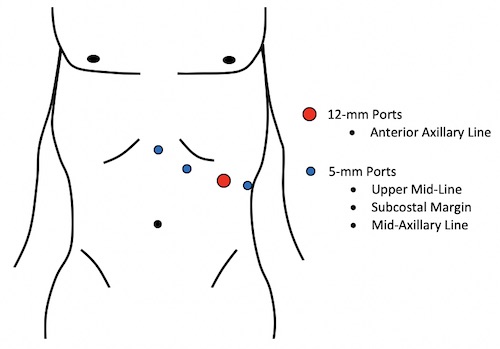 12-mm Ports
• Anterior Axillary Line
5-mm Ports
• Upper Mid-Line
• Subcostal Margin
• Mid-Axillary Line